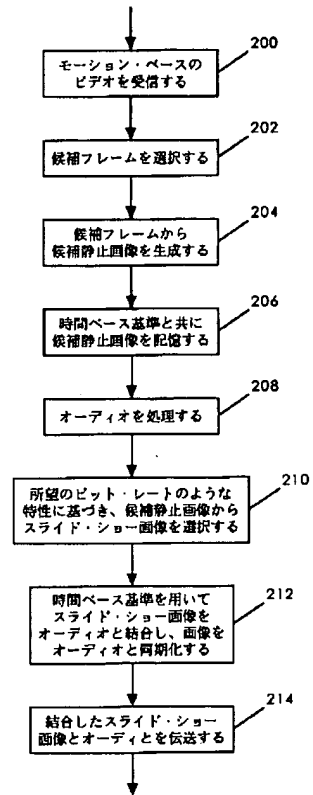 200
モーション・ベースの
ビデオを受信する
202
候補フレームを選択する
204
候補フレームから
候補静止画像を生成する
206
時間ベース基準と共に
候補静止画像を記憶する
208
オーディオを処理する
210
所望のビット・レートのような
特性に基づき、候補静止画像から
スライド・ショー画像を選択する
212
時間ベース基準を用いて
スライド・ショー画像を
オーディオと結合し、画像を
オーディオと同期化する
214
結合したスライド・ショー
画像とオーディとを伝送する